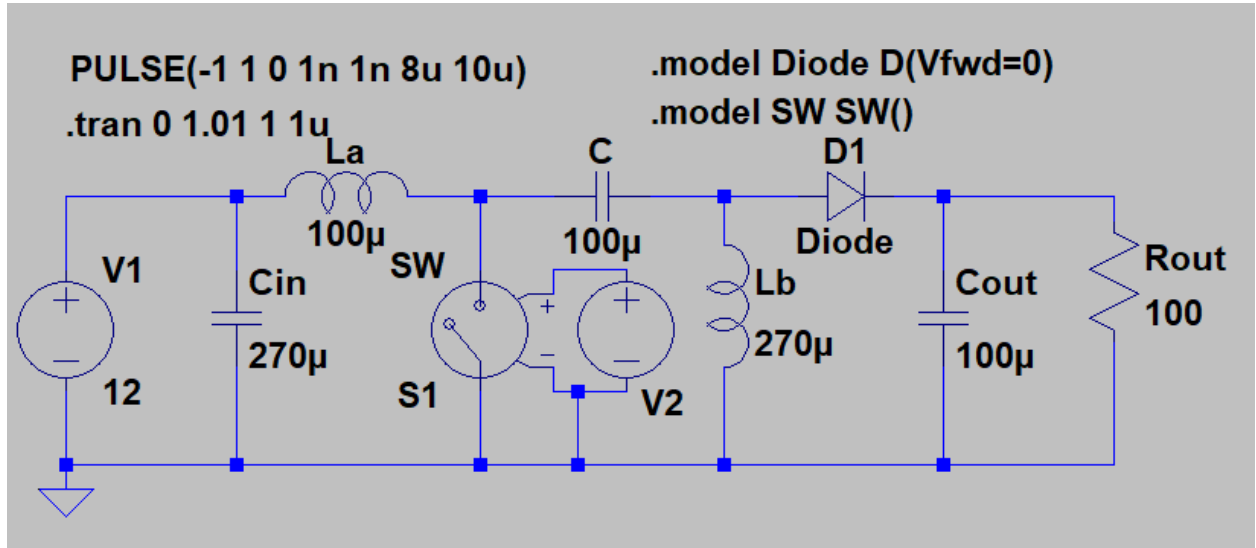 PULSE(-1 1 0 1n 1n 8u 10u)
.model Diode D(Vfwd=0)
.tran 0 1.01 1 1u
.model SW SW()
La
C
D1
100µ
100µ
Diode
V1
Cin
SW
+
-
Lb
Cout
Rout
270µ
270µ
100µ
100
12
S1
V2